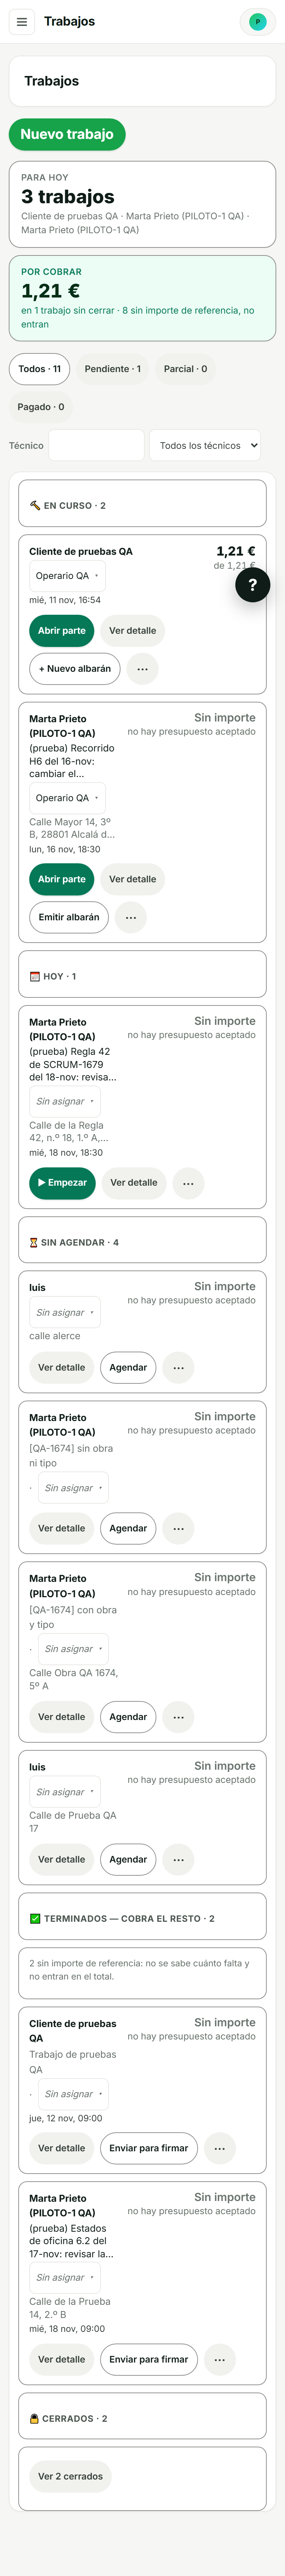 Trabajos
P
Trabajos
Nuevo trabajo
PARA HOY
3 trabajos
Cliente de pruebas QA · Marta Prieto (PILOTO-1 QA) ·
Marta Prieto (PILOTO-1 QA)
POR COBRAR
1,21 €
en 1 trabajo sin cerrar · 8 sin importe de referencia, no
entran
Todos · 11
Pendiente · 1
Parcial · 0
Pagado · 0
Técnico
Todos los técnicos
🔨 EN CURSO · 2
Cliente de pruebas QA
1,21 €
de 1,21 €
Operario QA
mié, 11 nov, 16:54
?
Abrir parte
Ver detalle
+ Nuevo albarán
...
Marta Prieto
(PILOTO-1 QA)
Sin importe
no hay presupuesto aceptado
(prueba) Recorrido
H6 del 16-nov:
cambiar el...
Operario QA
Calle Mayor 14, 3º
B, 28801 Alcalá d...
lun, 16 nov, 18:30
Abrir parte
Ver detalle
Emitir albarán
...
📅 HOY · 1
Marta Prieto
(PILOTO-1 QA)
Sin importe
no hay presupuesto aceptado
(prueba) Regla 42
de SCRUM-1679
del 18-nov: revisa...
Sin asignar
Calle de la Regla
42, n.º 18, 1.º A,...
mié, 18 nov, 18:30
▶ Empezar
Ver detalle
...
⏳ SIN AGENDAR · 4
luis
Sin importe
no hay presupuesto aceptado
Sin asignar
calle alerce
Ver detalle
Agendar
...
Marta Prieto
(PILOTO-1 QA)
Sin importe
no hay presupuesto aceptado
[QA-1674] sin obra
ni tipo
· Sin asignar
Ver detalle
Agendar
...
Marta Prieto
(PILOTO-1 QA)
Sin importe
no hay presupuesto aceptado
[QA-1674] con obra
y tipo
· Sin asignar
Calle Obra QA 1674,
5º A
Ver detalle
Agendar
...
luis
Sin importe
no hay presupuesto aceptado
Sin asignar
Calle de Prueba QA
17
Ver detalle
Agendar
...
✅ TERMINADOS — COBRA EL RESTO · 2
2 sin importe de referencia: no se sabe cuánto falta y
no entran en el total.
Cliente de pruebas
QA
Sin importe
no hay presupuesto aceptado
Trabajo de pruebas
QA
· Sin asignar
jue, 12 nov, 09:00
Ver detalle
Enviar para firmar
...
Marta Prieto
(PILOTO-1 QA)
Sin importe
no hay presupuesto aceptado
(prueba) Estados
de oficina 6.2 del
17-nov: revisar la...
Sin asignar
Calle de la Prueba
14, 2.º B
mié, 18 nov, 09:00
Ver detalle
Enviar para firmar
...
🔒 CERRADOS · 2
Ver 2 cerrados